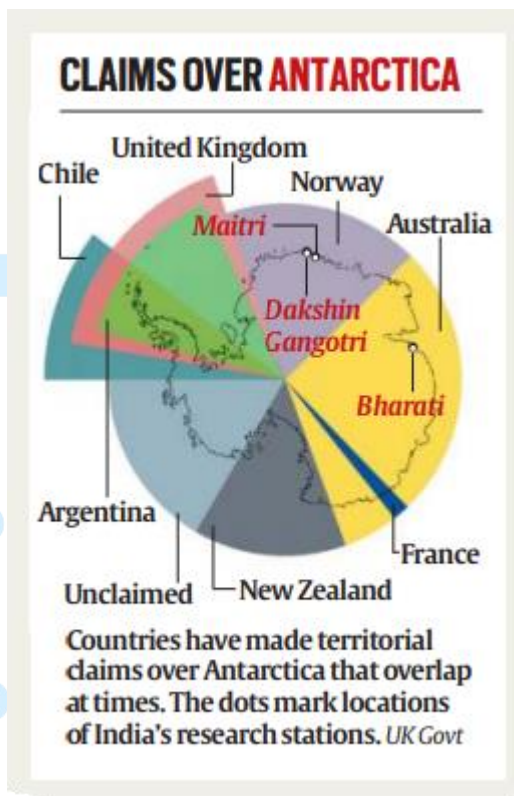 CLAIMS OVER ANTARCTICA
United Kingdom
Chile
Norway
Maitri
Australia
Dakshin
Gangotri
Bharati
Argentina
France
Unclaimed
New Zealand
Countries have made territorial
claims over Antarctica that overlap
at times. The dots mark locations
of India's research stations. UK Govt